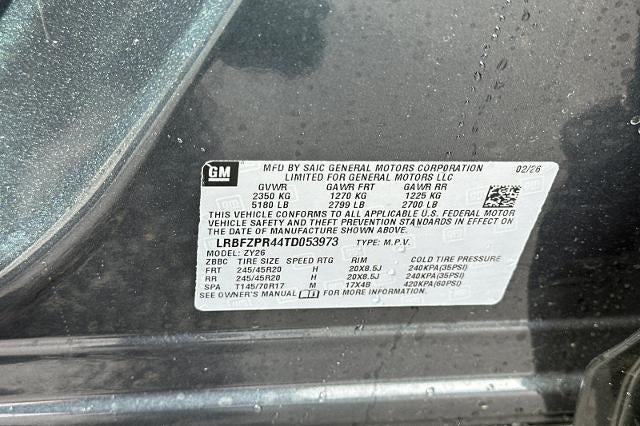 GM
MFD BY SAIC GENERAL MOTORS CORPORATION 02/26
LIMITED FOR GENERAL MOTORS LLC
GVWR GAWR FRT GAWR RR
2350 KG 1270 KG 1225 KG
5180 LB 2799 LB 2700 LB
THIS VEHICLE CONFORMS TO ALL APPLICABLE U.S. FEDERAL MOTOR
VEHICLE SAFETY, AND THEFT PREVENTION STANDARDS IN EFFECT ON
THE DATE OF MANUFACTURE SHOWN ABOVE.
LRBFZPR44TD053973 TYPE: M.P.V.
MODEL: ZY26
ZBBC TIRE SIZE SPEED RTG RIM COLD TIRE PRESSURE
FRT 245/45R20 H 20X8.5J 240KPA(35PSI)
RR 245/45R20 H 20X8.5J 240KPA(35PSI)
SPA T145/70R17 M 17X4B 420KPA(60PSI)
SEE OWNER'S MANUAL FOR MORE INFORMATION.